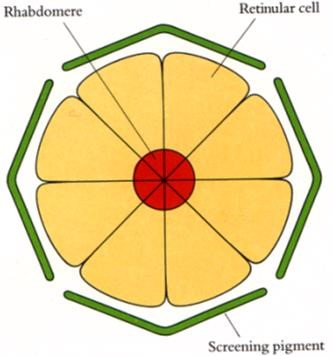 Rhabdomere
Retinular cell
Screening pigment